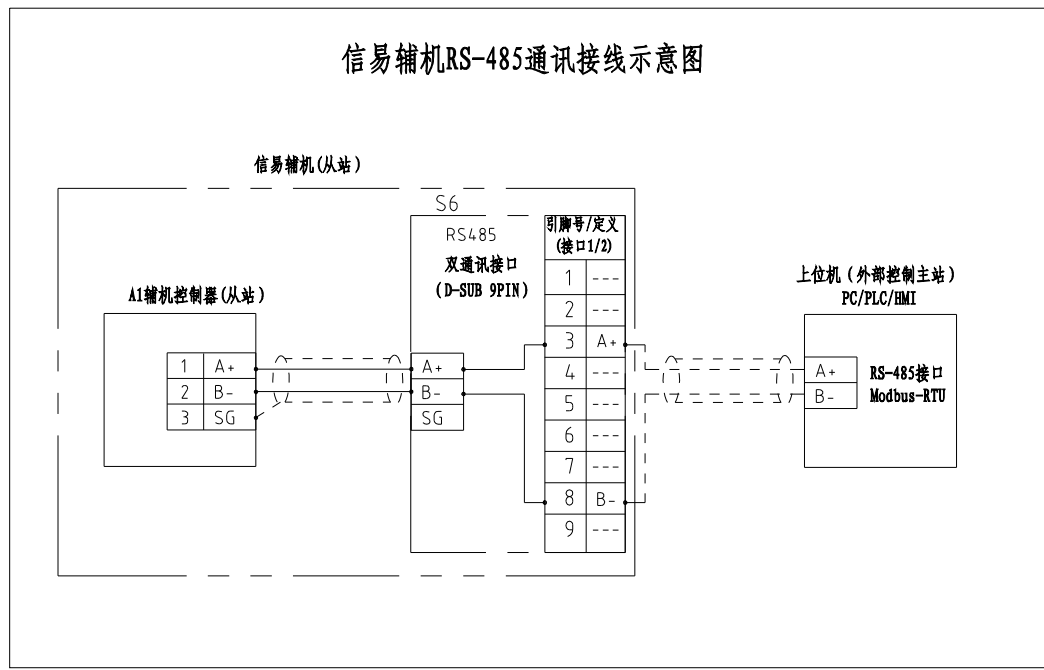 信易辅机RS-485通讯接线示意图
信易辅机(从站)
S6
RS485
双通讯接口
(D-SUB 9PIN)
引脚号/定义
(接口1/2)
1 ---
2 ---
3 A+
4 ---
5 ---
6 ---
7 ---
8 B-
9 ---
A1辅机控制器(从站)
1 A+
2 B-
3 SG
A+
B-
SG
上位机(外部控制主站)
PC/PLC/HMI
A+
B-
RS-485接口
Modbus-RTU